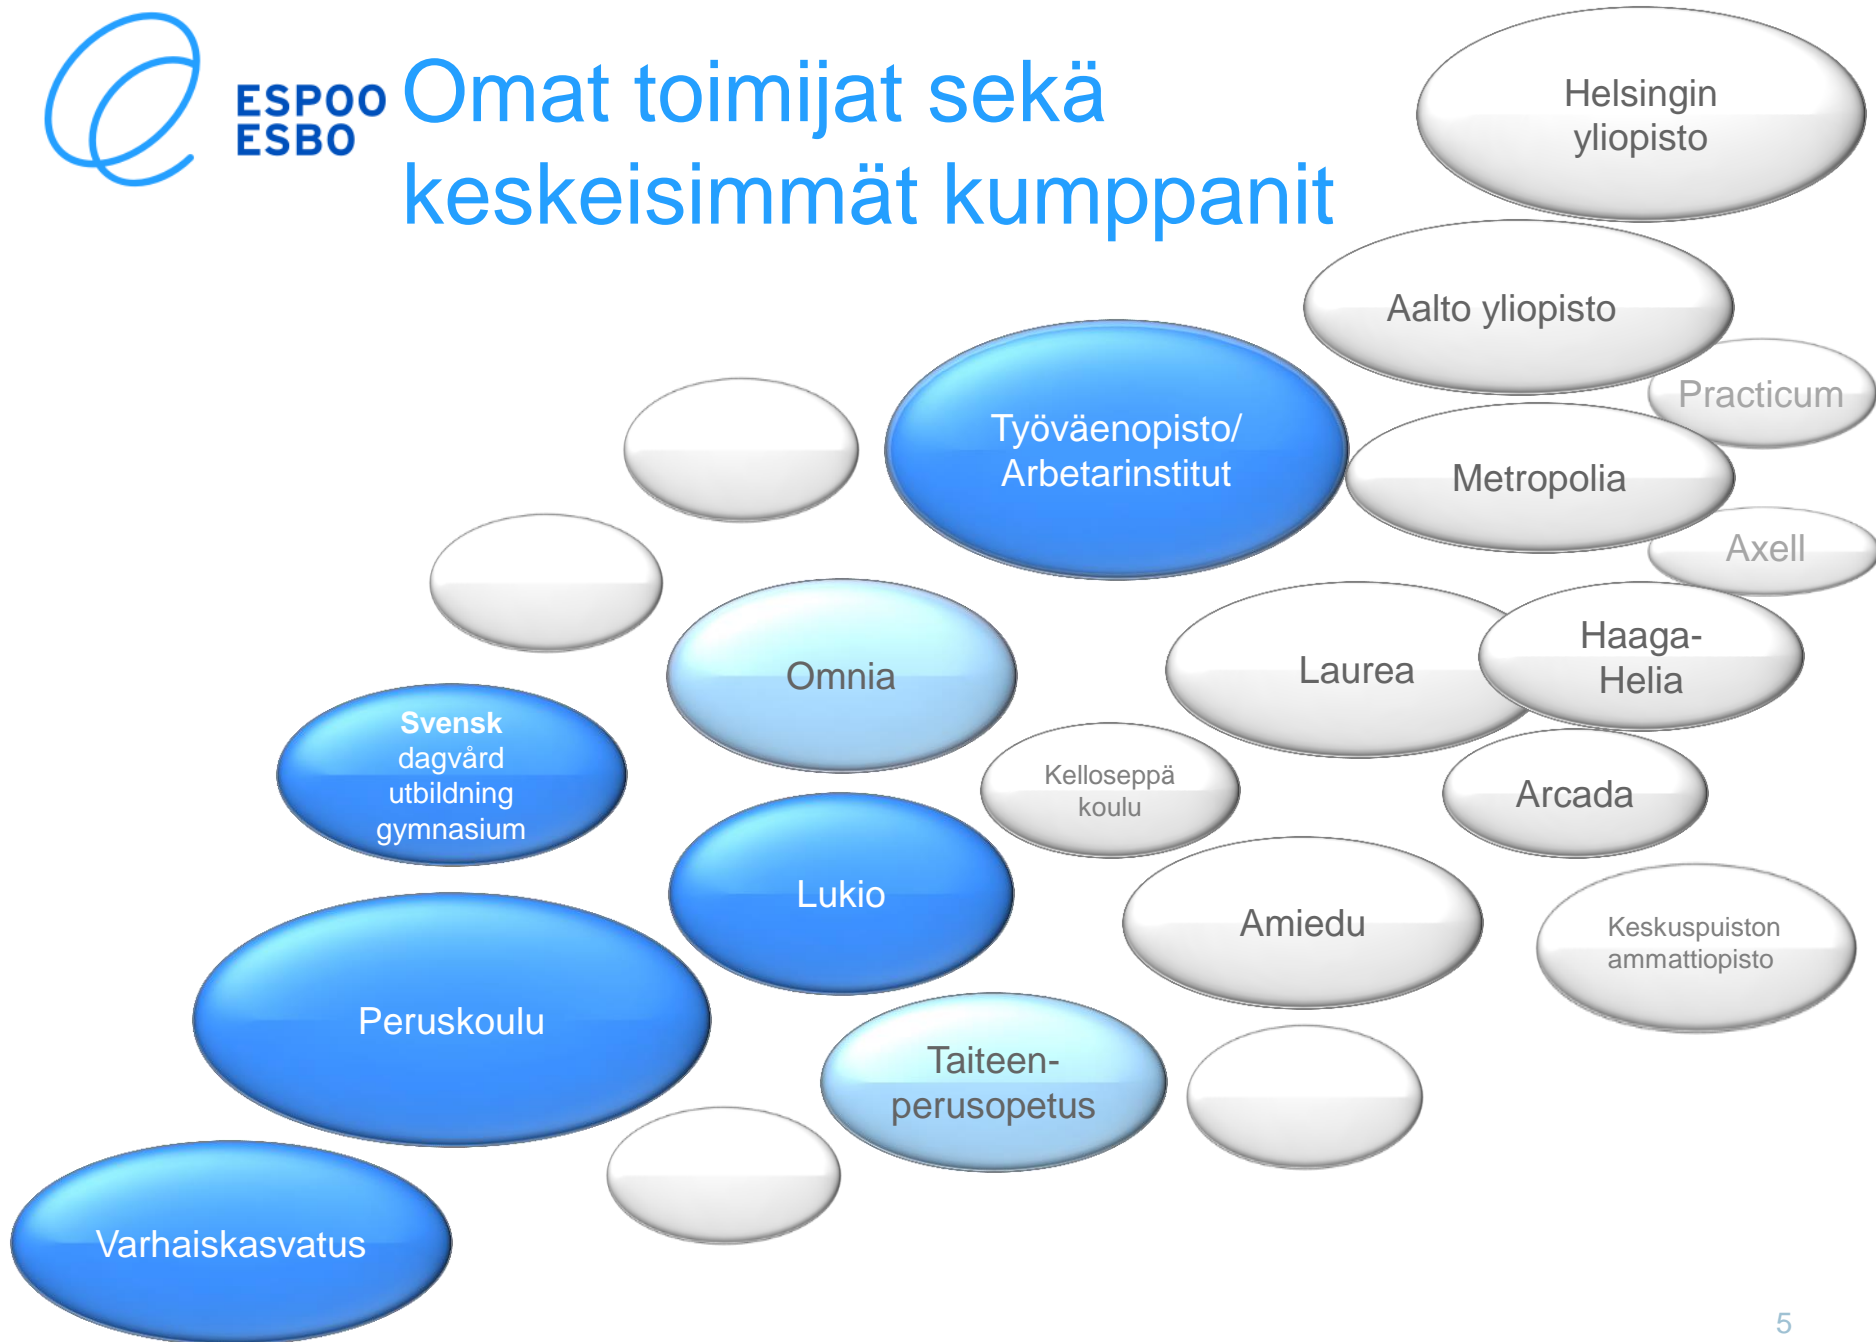 ESPOO
ESBO
Omat toimijat sekä
keskeisimmät kumppanit
Helsingin
yliopisto
Aalto yliopisto
Practicum
Työväenopisto/
Arbetarinstitut
Metropolia
Axell
Omnia
Laurea
Haaga-
Helia
Svensk
dagvård
utbildning
gymnasium
Kelloseppä
koulu
Arcada
Lukio
Amiedu
Keskuspuiston
ammattiopisto
Peruskoulu
Taiteen-
perusopetus
Varhaiskasvatus
5